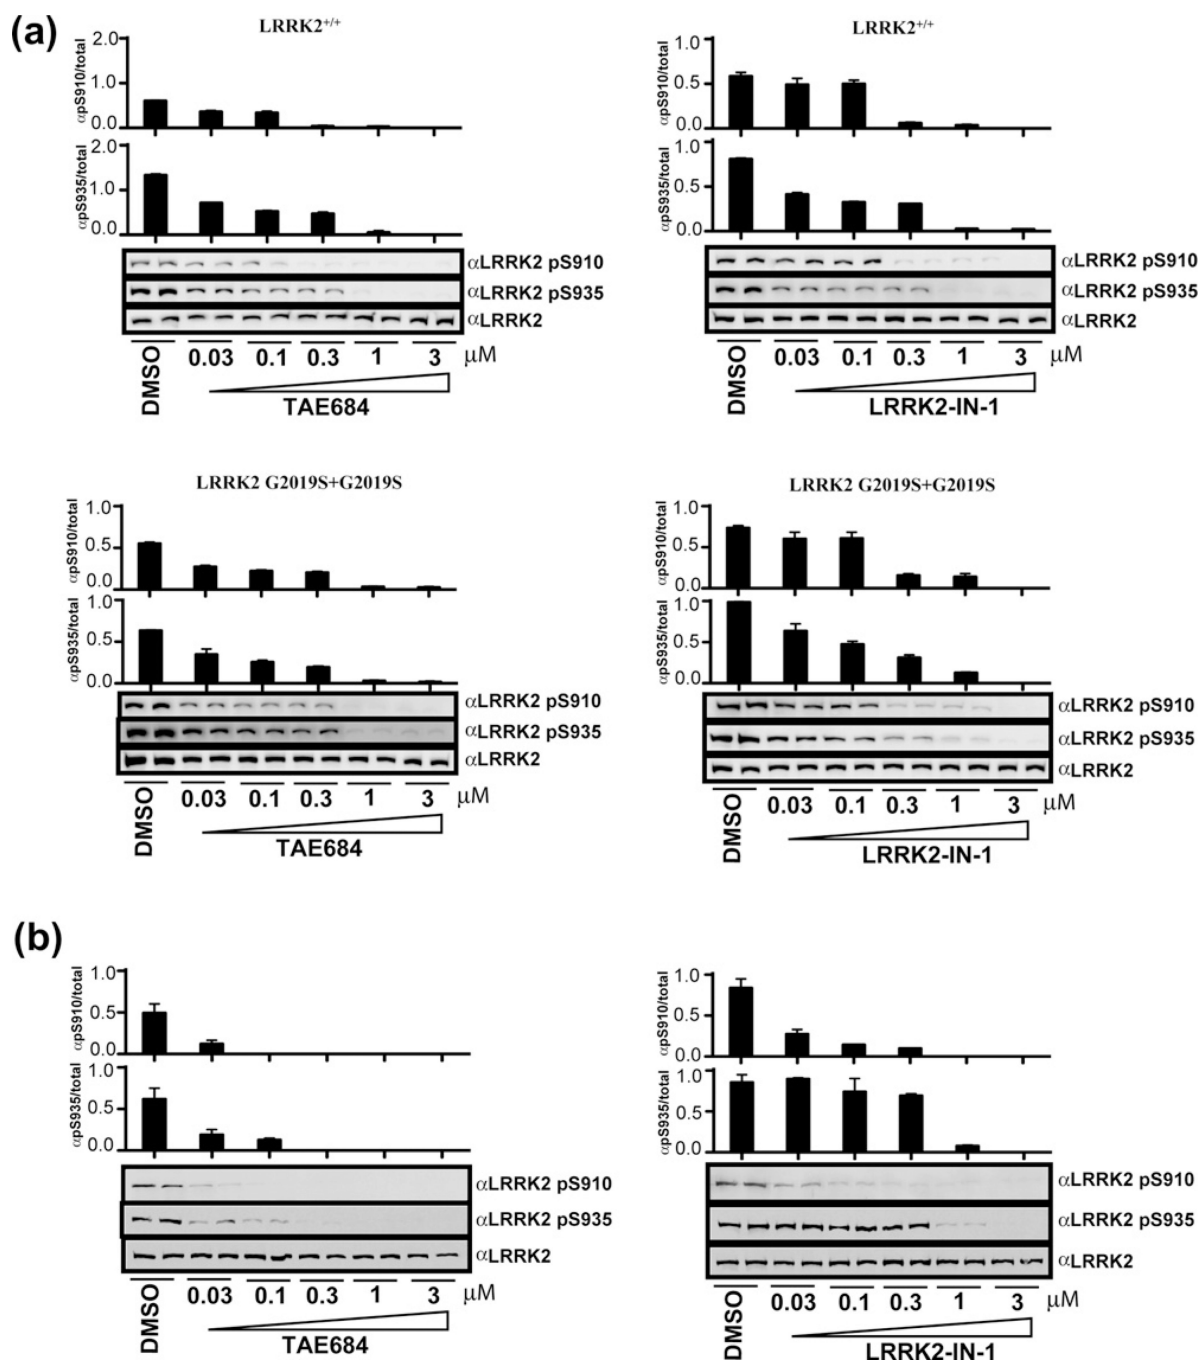 (a)
LRRK2+/+
αpS910/total
2.0
1.0
0.0
αpS935/total
2.0
1.0
0.0
αLRRK2 pS910
αLRRK2 pS935
αLRRK2
DMSO 0.03 0.1 0.3 1 3 μM
TAE684
LRRK2+/+
αpS910/total
1.0
0.5
0.0
αpS935/total
1.0
0.5
0.0
αLRRK2 pS910
αLRRK2 pS935
αLRRK2
DMSO 0.03 0.1 0.3 1 3 μM
LRRK2-IN-1
LRRK2 G2019S+G2019S
αpS910/total
1.0
0.5
0.0
αpS935/total
1.0
0.5
0.0
αLRRK2 pS910
αLRRK2 pS935
αLRRK2
DMSO 0.03 0.1 0.3 1 3 μM
TAE684
LRRK2 G2019S+G2019S
αpS910/total
1.0
0.5
0.0
αpS935/total
1.0
0.5
0.0
αLRRK2 pS910
αLRRK2 pS935
αLRRK2
DMSO 0.03 0.1 0.3 1 3 μM
LRRK2-IN-1
(b)
αpS910/total
1.0
0.5
0.0
αpS935/total
1.0
0.5
0.0
αLRRK2 pS910
αLRRK2 pS935
αLRRK2
DMSO 0.03 0.1 0.3 1 3 μM
TAE684
αpS910/total
1.0
0.5
0.0
αpS935/total
1.0
0.5
0.0
αLRRK2 pS910
αLRRK2 pS935
αLRRK2
DMSO 0.03 0.1 0.3 1 3 μM
LRRK2-IN-1